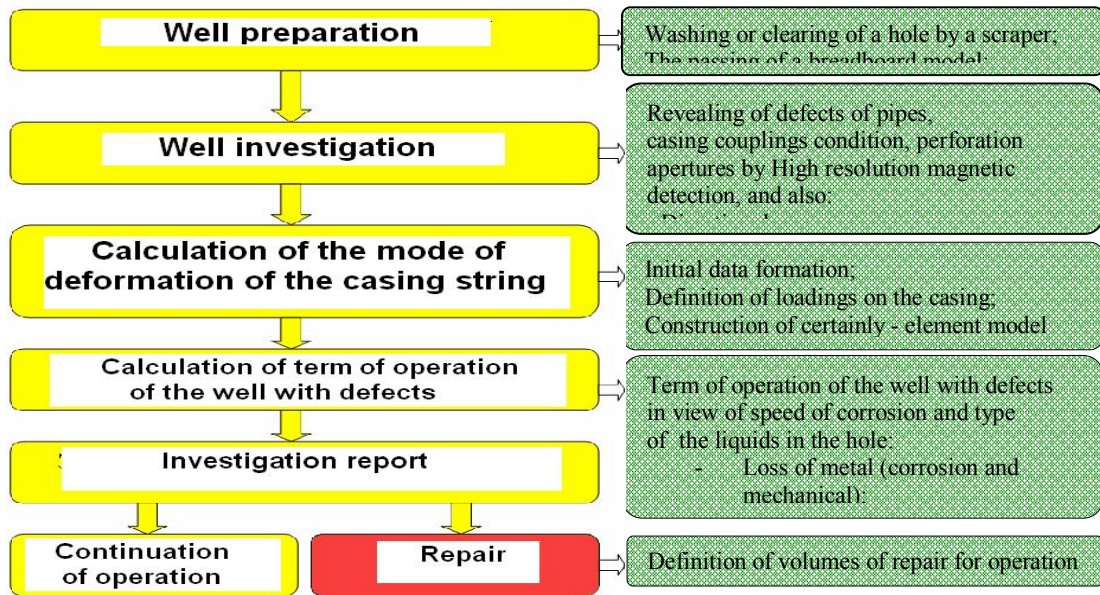 Well preparation
Washing or clearing of a hole by a scraper;
The passing of a breadboard model;
Well investigation
Revealing of defects of pipes,
casing couplings condition, perforation
apertures by High resolution magnetic
detection, and also:
Calculation of the mode of
deformation of the casing string
Initial data formation;
Definition of loadings on the casing;
Construction of certainly - element model
Calculation of term of operation
of the well with defects
Term of operation of the well with defects
in view of speed of corrosion and type
of the liquids in the hole:
- Loss of metal (corrosion and
mechanical);
Investigation report
Continuation
of operation
Repair
Definition of volumes of repair for operation